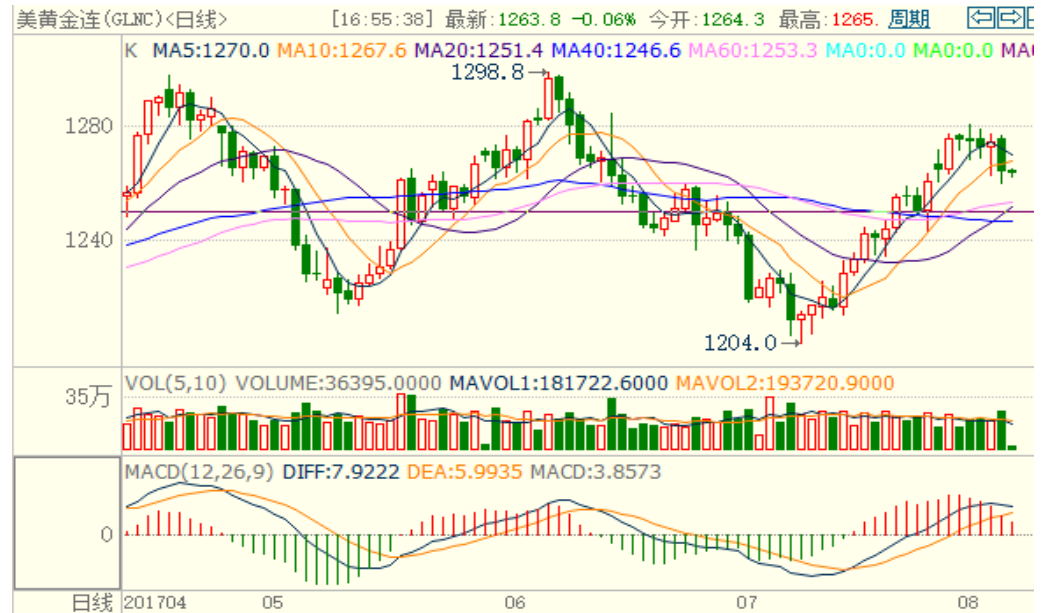 美黄金连(GLNC)<日线> [16:55:38] 最新:1263.8 -0.06% 今开:1264.3 最高:1265. 周期
K MA5:1270.0 MA10:1267.6 MA20:1251.4 MA40:1246.6 MA60:1253.3 MA0:0.0 MA0:0.0 MA
1298.8
1280
1240
1204.0
VOL(5,10) VOLUME:36395.0000 MAVOL1:181722.6000 MAVOL2:193720.9000
35万
MACD(12,26,9) DIFF:7.9222 DEA:5.9935 MACD:3.8573
0
日线 201704 05 06 07 08